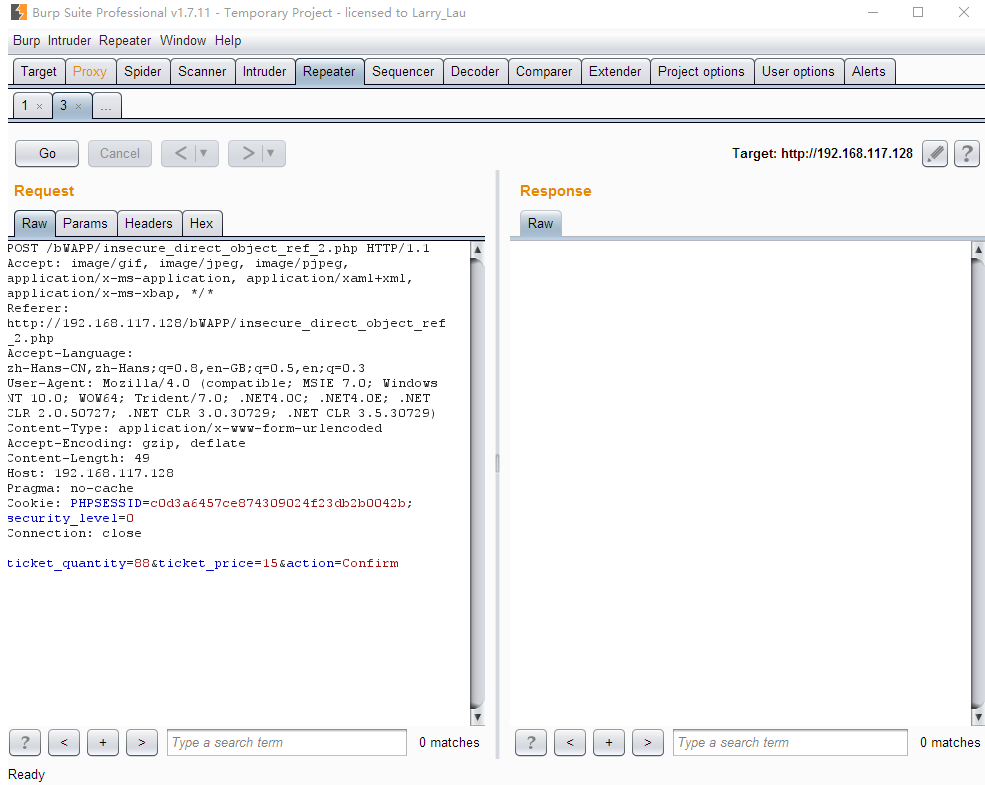 Burp Suite Professional v1.7.11 - Temporary Project - licensed to Larry_Lau
Burp Intruder Repeater Window Help
Target Proxy Spider Scanner Intruder Repeater Sequencer Decoder Comparer Extender Project options User options Alerts
1 × 3 × ...
Go Cancel < ▼ > ▼ Target: http://192.168.117.128 ?
Request
Raw Params Headers Hex
POST /bWAPP/insecure_direct_object_ref_2.php HTTP/1.1
Accept: image/gif, image/jpeg, image/pjpeg,
application/x-ms-application, application/xaml+xml,
application/x-ms-xbap, */*
Referer:
http://192.168.117.128/bWAPP/insecure_direct_object_ref
_2.php
Accept-Language:
zh-Hans-CN,zh-Hans;q=0.8,en-GB;q=0.5,en;q=0.3
User-Agent: Mozilla/4.0 (compatible; MSIE 7.0; Windows
NT 10.0; WOW64; Trident/7.0; .NET4.0C; .NET4.0E; .NET
CLR 2.0.50727; .NET CLR 3.0.30729; .NET CLR 3.5.30729)
Content-Type: application/x-www-form-urlencoded
Accept-Encoding: gzip, deflate
Content-Length: 49
Host: 192.168.117.128
Pragma: no-cache
Cookie: PHPSESSID=c0d3a6457ce874309024f23db2b0042b;
security_level=0
Connection: close
ticket_quantity=88&ticket_price=15&action=Confirm
? < + > Type a search term 0 matches
Response
Raw
? < + > Type a search term 0 matches
Ready